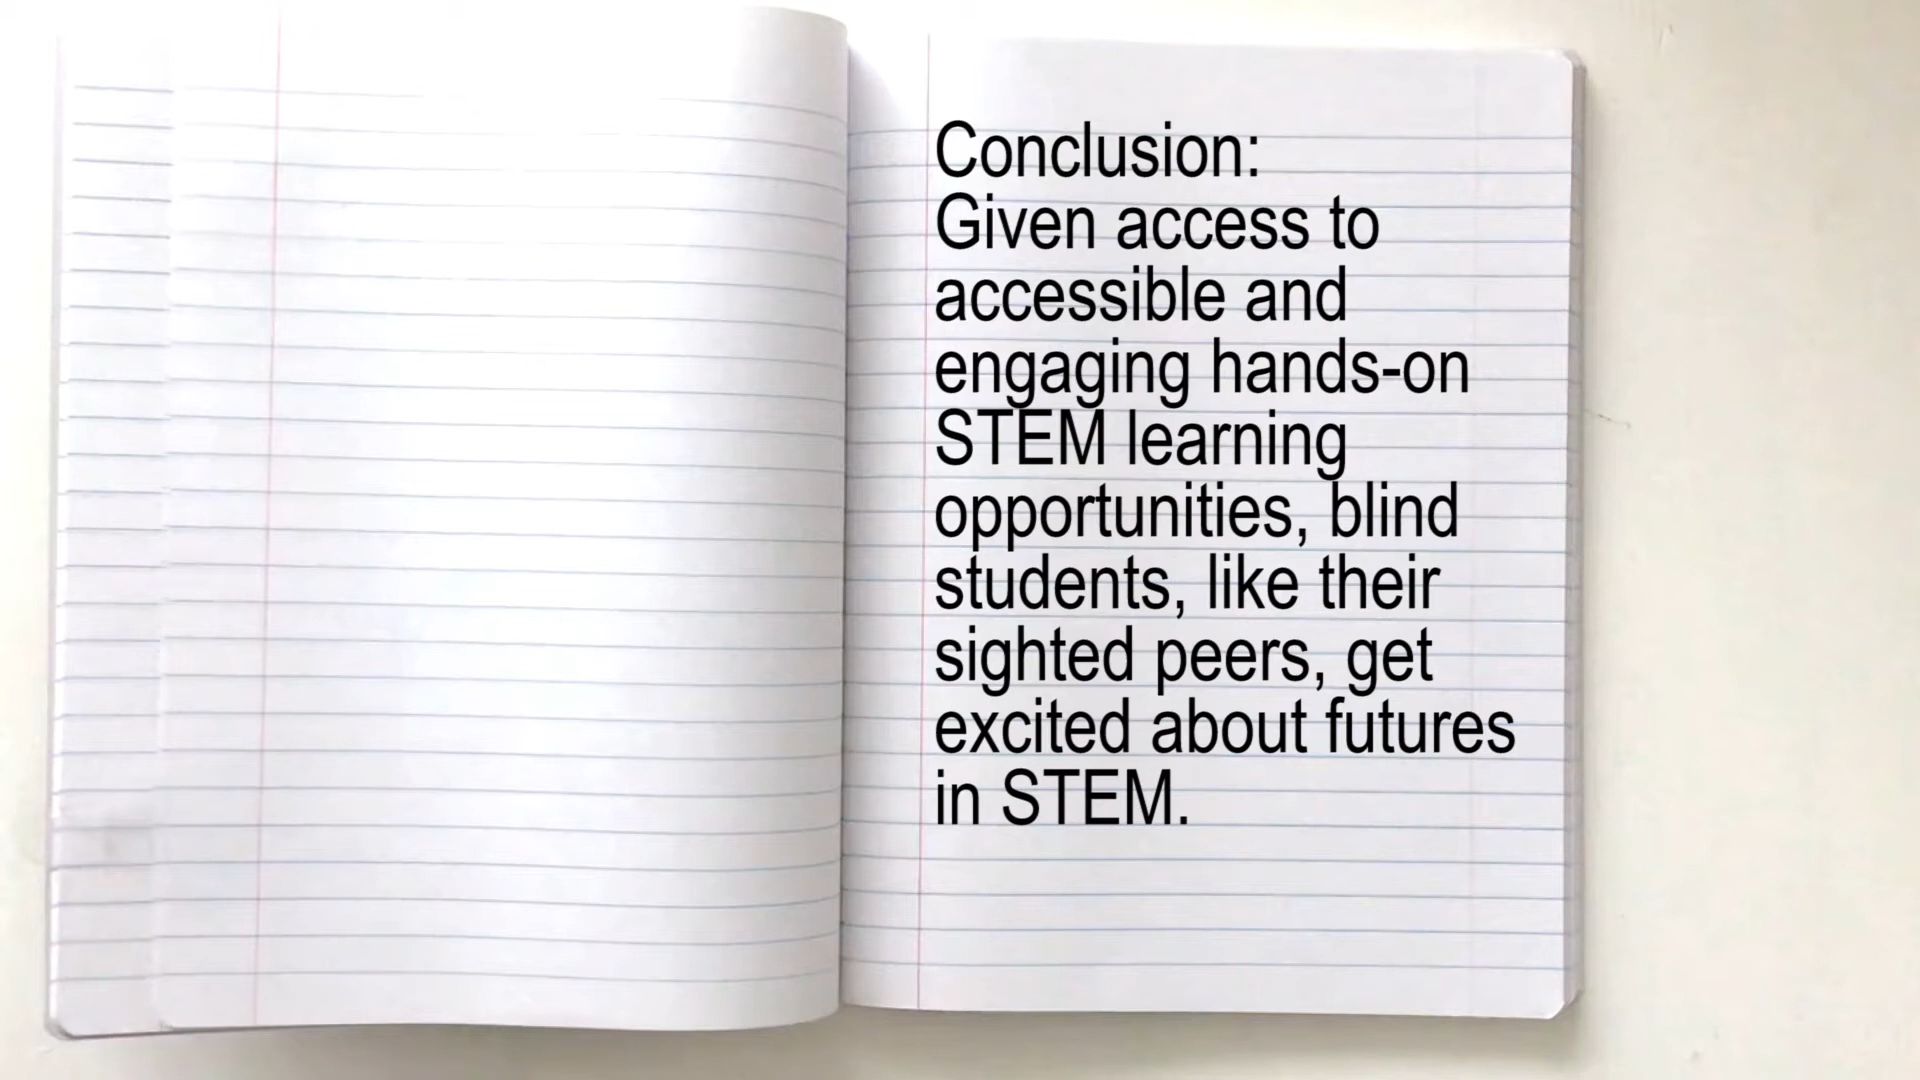 Conclusion:
Given access to
accessible and
engaging hands-on
STEM learning
opportunities, blind
students, like their
sighted peers, get
excited about futures
in STEM.